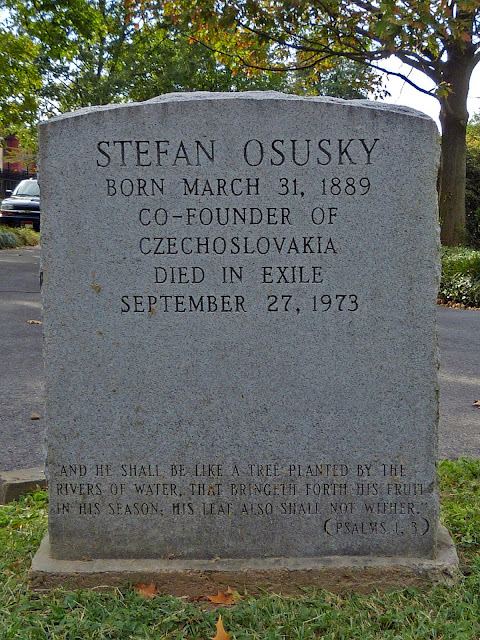 STEFAN OSUSKY
BORN MARCH 31, 1889
CO-FOUNDER OF
CZECHOSLOVAKIA
DIED IN EXILE
SEPTEMBER 27, 1973
"AND HE SHALL BE LIKE A TREE PLANTED BY THE
RIVERS OF WATER, THAT BRINGETH FORTH HIS FRUIT
IN HIS SEASON; HIS LEAF ALSO SHALL NOT WITHER."
(PSALMS 1, 3)